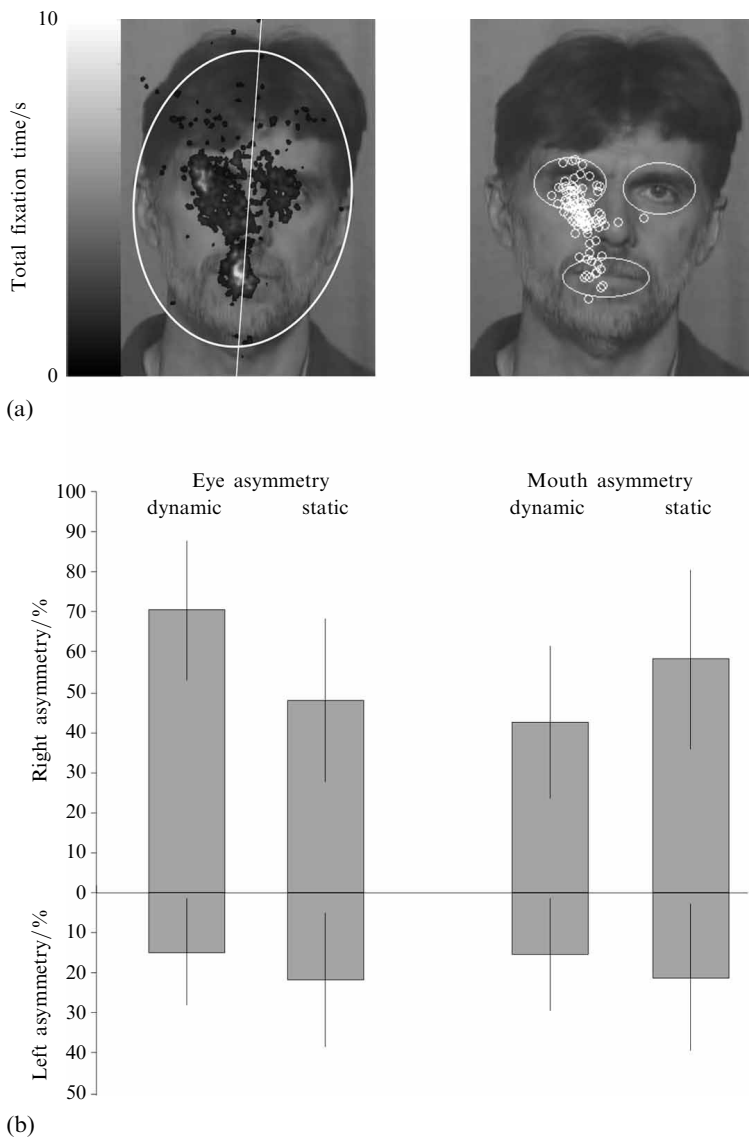 10
Total fixation time/s
0
(a)
Eye asymmetry
Mouth asymmetry
dynamic
static
dynamic
static
100
90
80
70
60
50
40
30
20
10
0
10
20
30
40
50
Right asymmetry/%
Left asymmetry/%
(b)